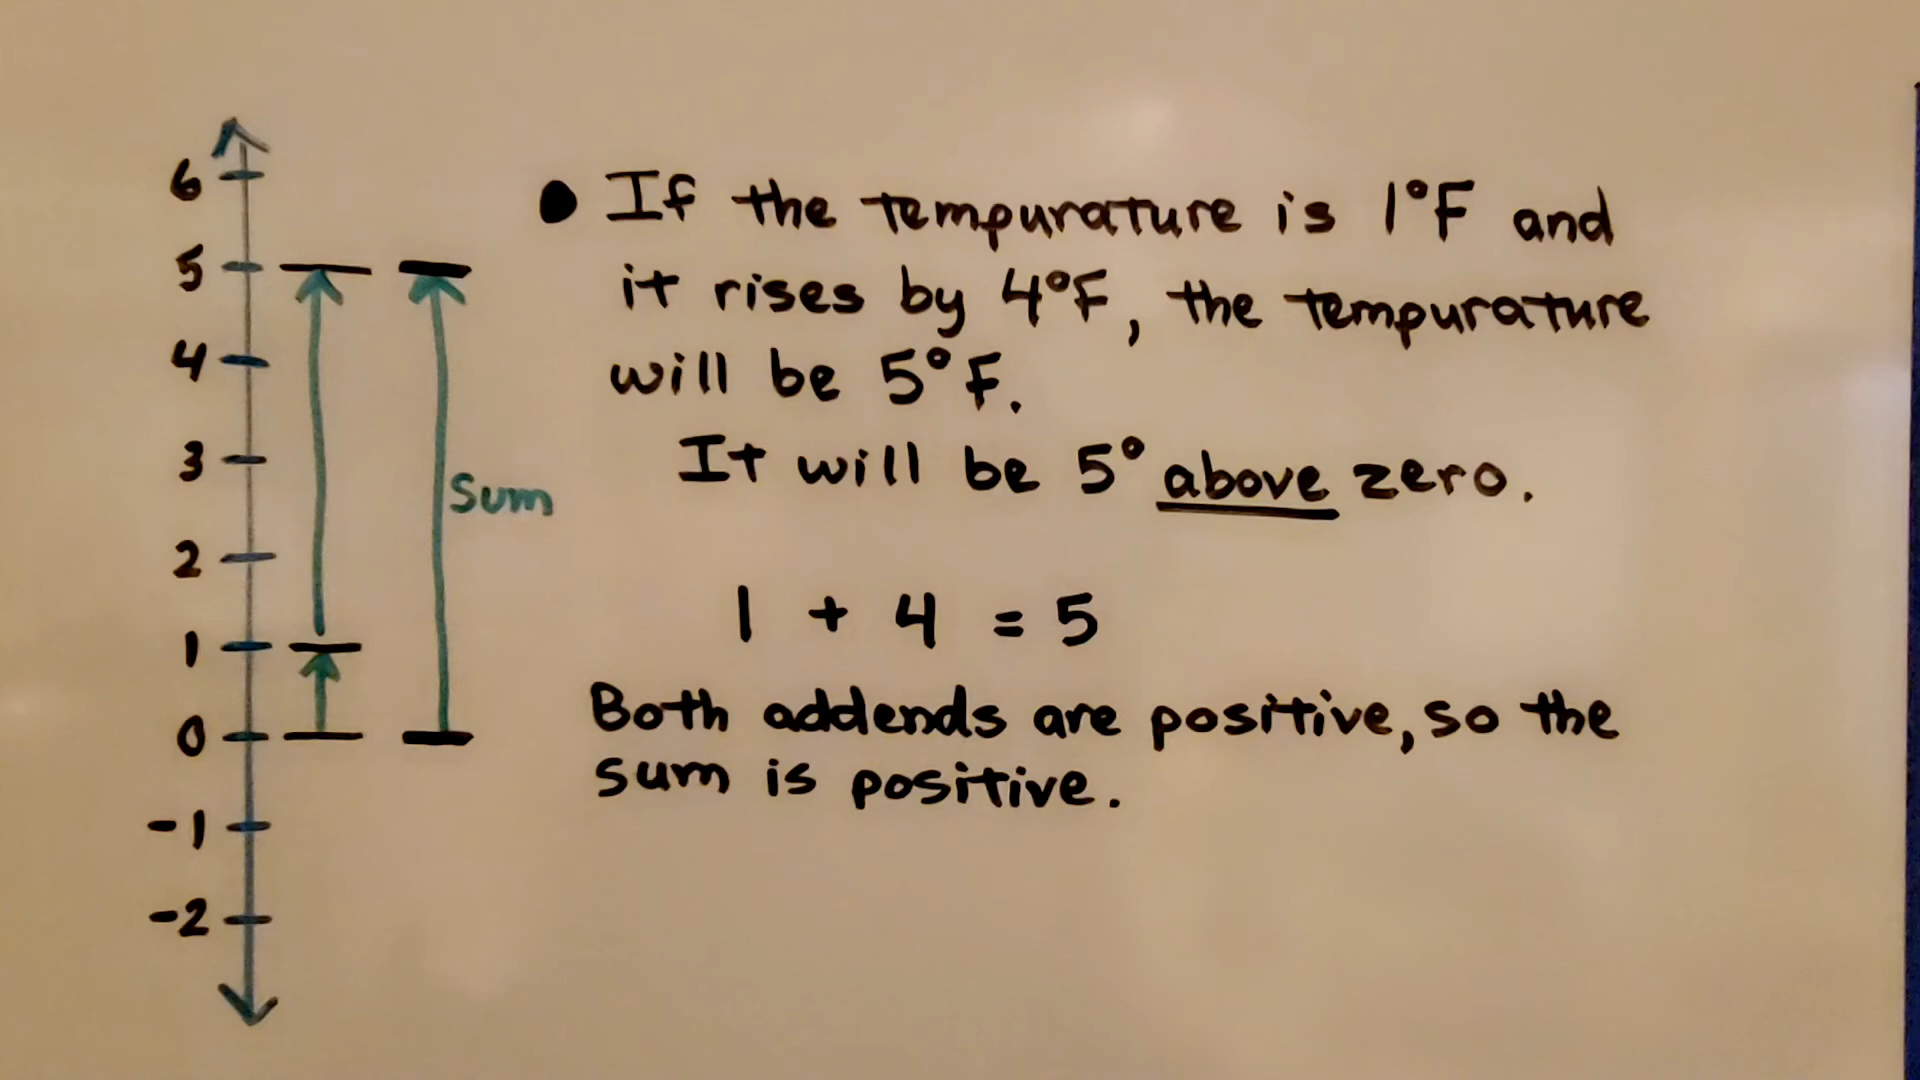 6
5
4
3
2
1
0
-1
-2
Sum
● If the tempurature is 1°F and
it rises by 4°F, the tempurature
will be 5°F.
It will be 5° above zero.
1 + 4 = 5
Both addends are positive, so the
sum is positive.